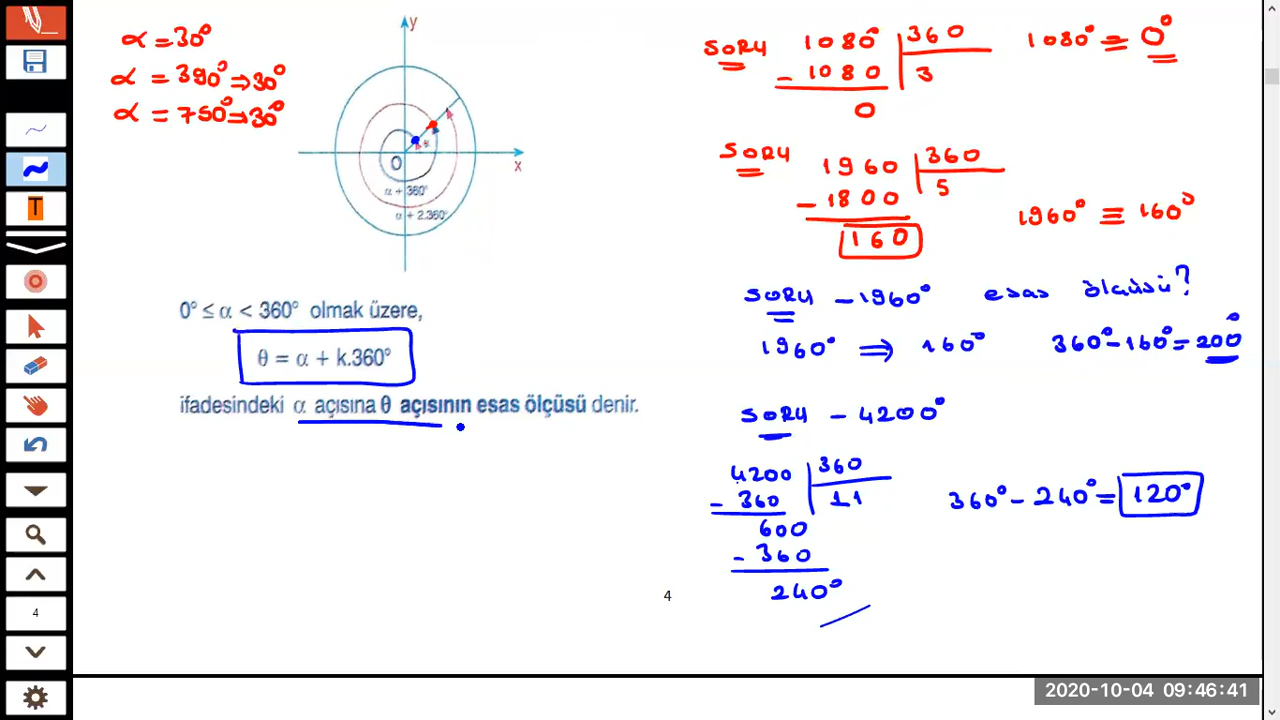 α = 30°
α = 390° ⇒ 30°
α = 750° ⇒ 30°
y
x
O
α
α + 360°
α + 2.360°
0° ≤ α < 360° olmak üzere,
θ = α + k.360°
ifadesindeki α açısına θ açısının esas ölçüsü denir.
SORU 1080° 360
- 1080 3
0
1080° ≡ 0°
SORU 1960 360
- 1800 5
160
1960° ≡ 160°
SORU - 1960° esas ölçüsü?
1960° ⇒ 160° 360° - 160° = 200°
SORU - 4200°
4200 360
- 360 11
600
- 360
240°
360° - 240° = 120°
4
T
4
2020-10-04 09:46:41